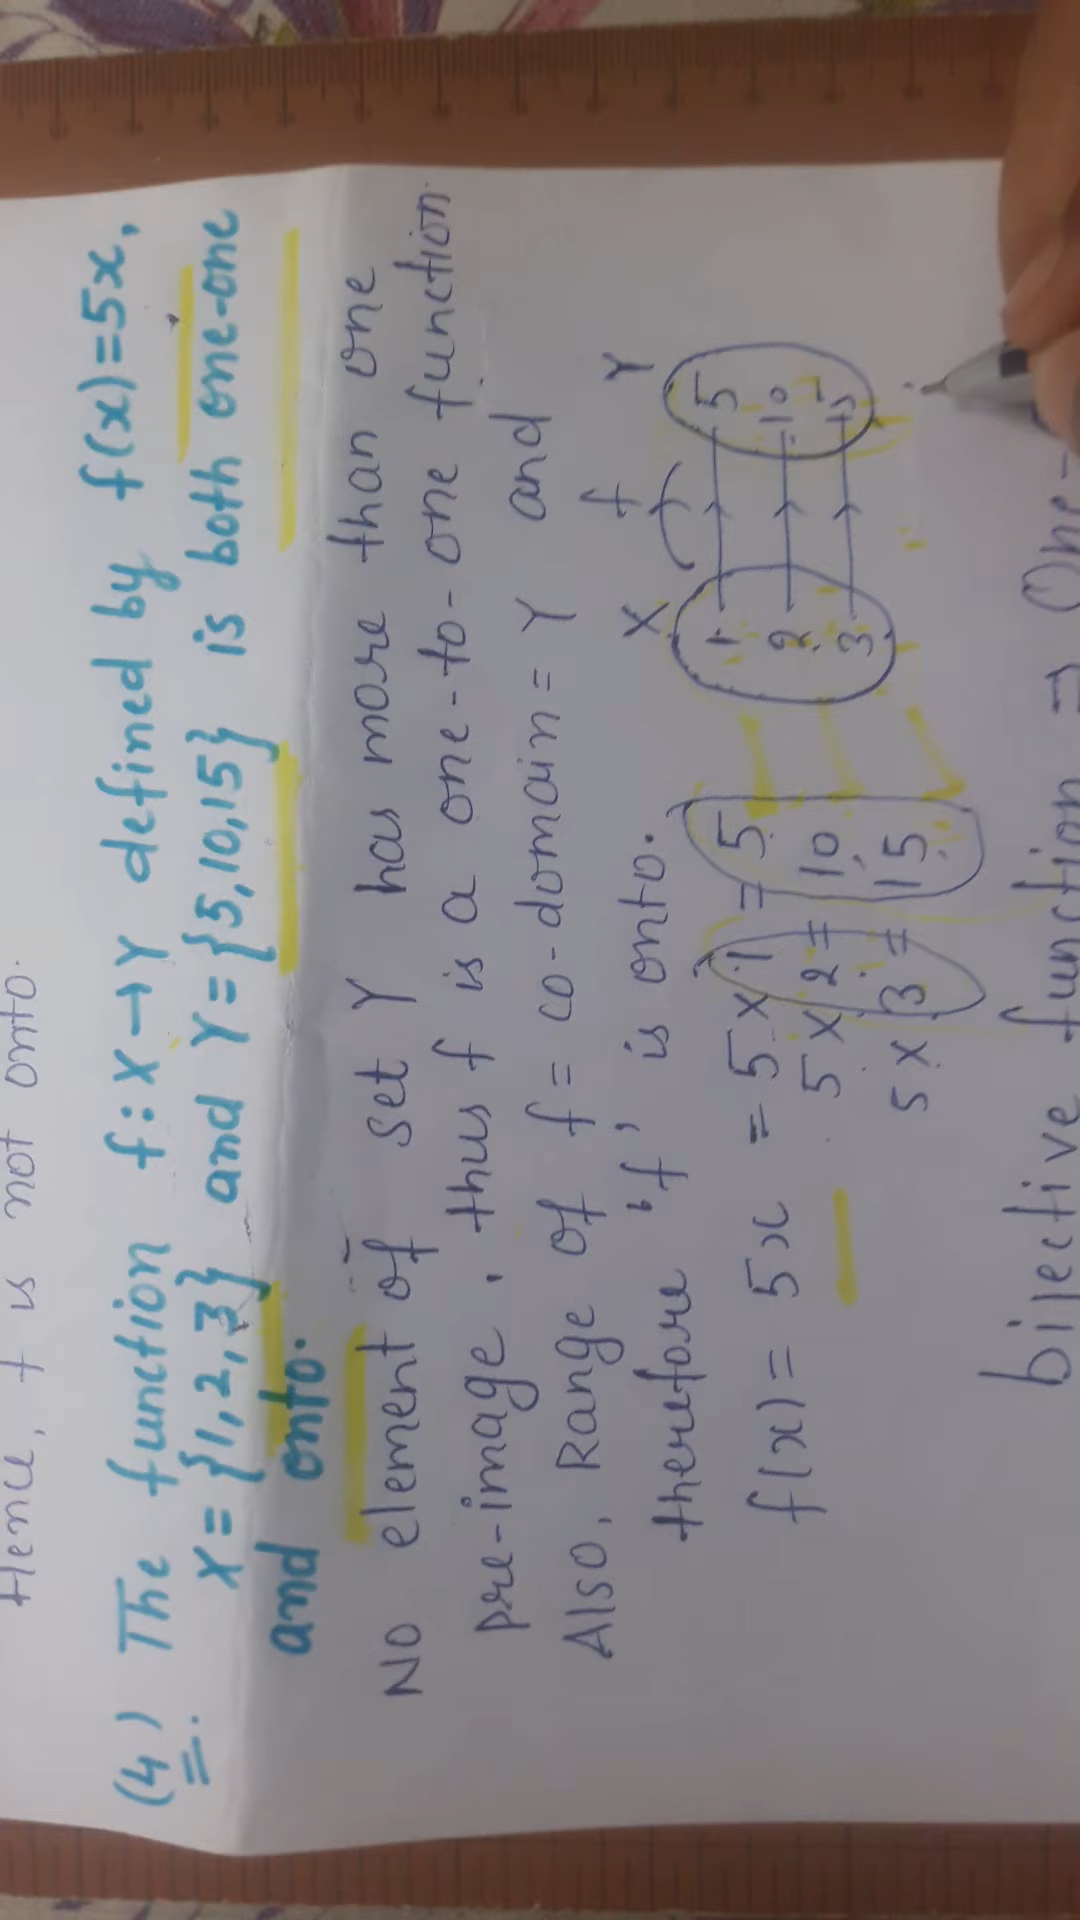 Hence, f is not onto.
(4) The function f : X → Y defined by f(x) = 5x,
X = {1, 2, 3} and Y = {5, 10, 15} is both one-one
and onto.
No element of set Y has more than one
pre-image, thus f is a one-to-one function
Also, Range of f = co-domain = Y and
therefore 'f' is onto.
X f Y
1 5
2 10
3 15
f(x) = 5x = 5 x 1 = 5
5 x 2 = 10
5 x 3 = 15
bijective function ⇒ One-